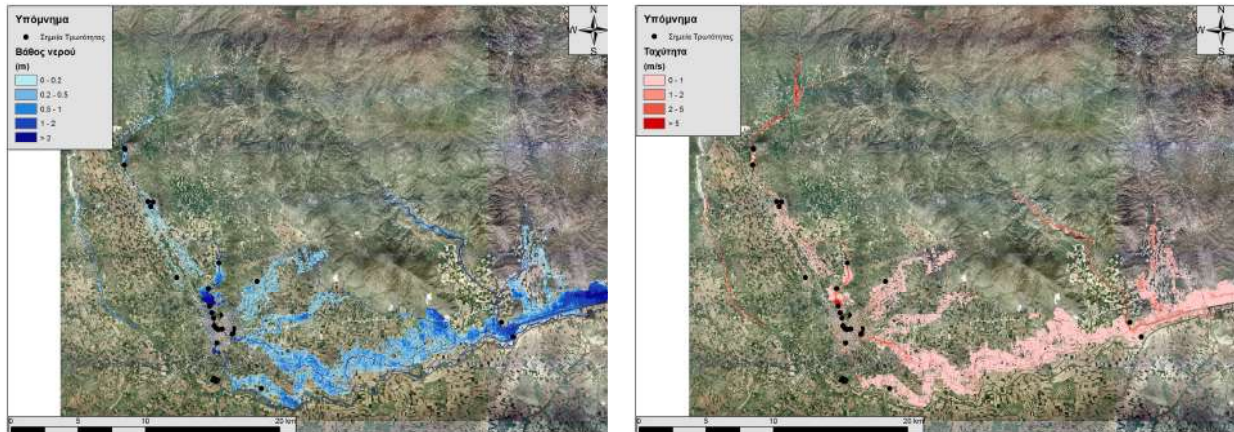 Υπόμνημα
Σημεία Τρωτότητας
Βάθος νερού
(m)
0 - 0.2
0.2 - 0.5
0.5 - 1
1 - 2
> 2
N
W
S
0
5
10
20 km
Υπόμνημα
Σημεία Τρωτότητας
Ταχύτητα
(m/s)
0 - 1
1 - 2
2 - 5
> 5
N
W
S
0
5
10
20 km